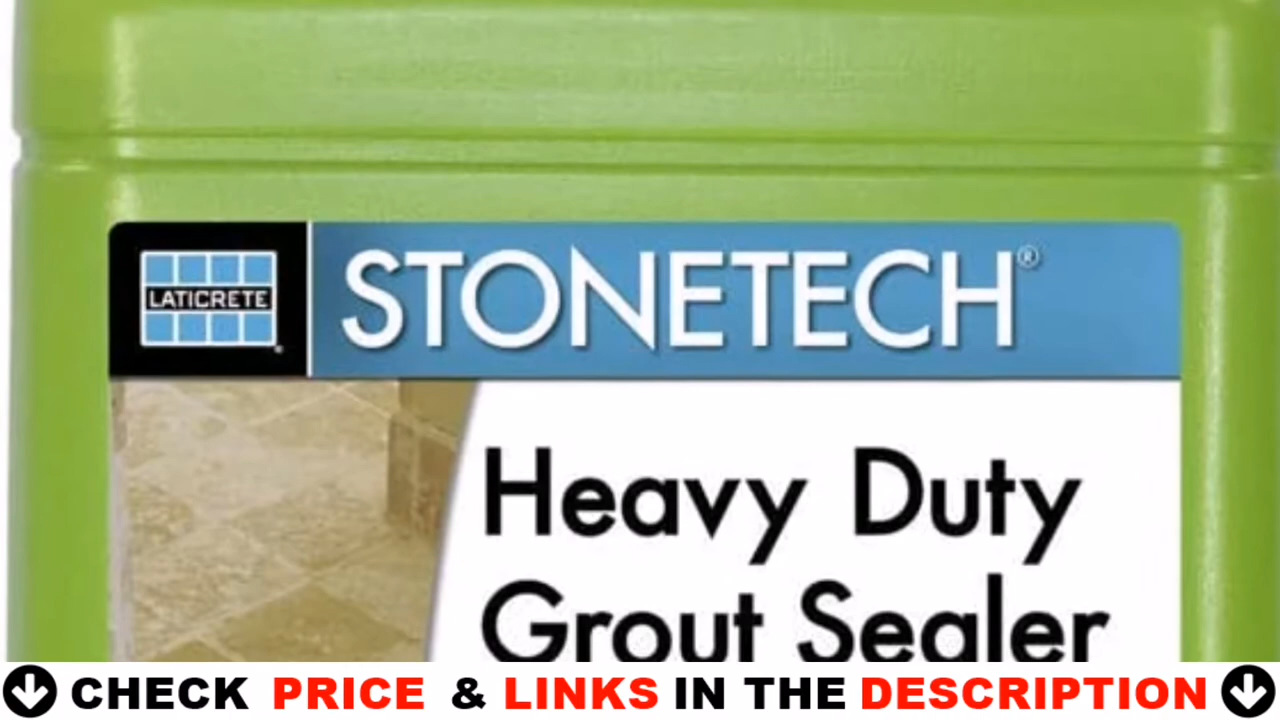 LATICRETE
STONETECH®
Heavy Duty
Grout Sealer
CHECK PRICE & LINKS IN THE DESCRIPTION